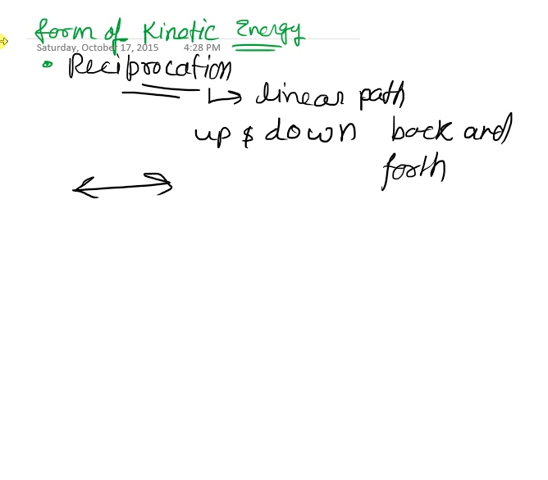 form of Kinetic Energy
Saturday, October 17, 2015 4:28 PM
• Reciprocation
↳ linear path
up & down back and
forth